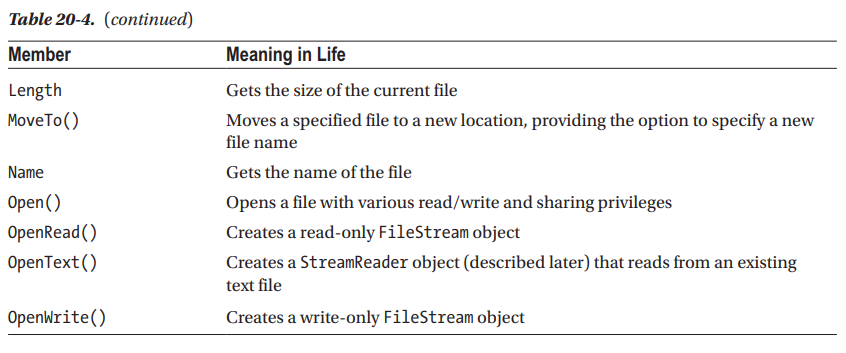 Table 20-4. (continued)
Member Meaning in Life
Length Gets the size of the current file
MoveTo() Moves a specified file to a new location, providing the option to specify a new
file name
Name Gets the name of the file
Open() Opens a file with various read/write and sharing privileges
OpenRead() Creates a read-only FileStream object
OpenText() Creates a StreamReader object (described later) that reads from an existing
text file
OpenWrite() Creates a write-only FileStream object